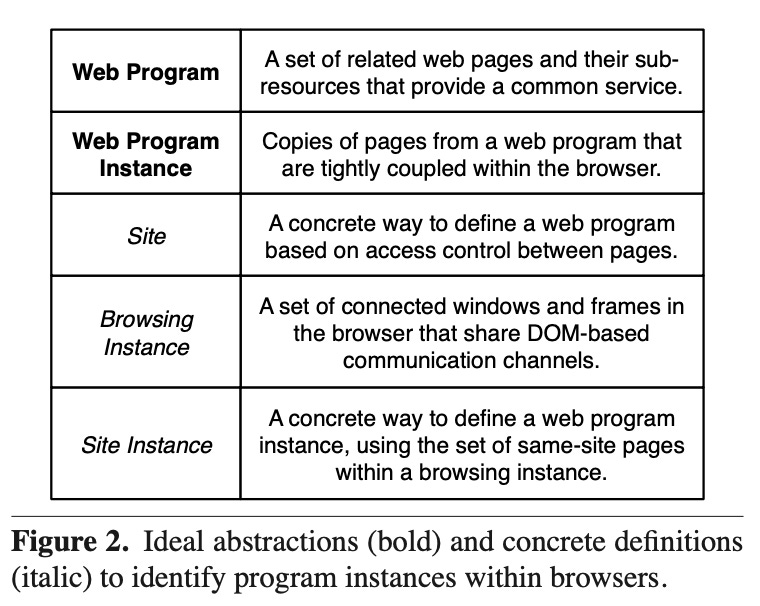 Web Program
A set of related web pages and their sub-
resources that provide a common service.
Web Program
Instance
Copies of pages from a web program that
are tightly coupled within the browser.
Site
A concrete way to define a web program
based on access control between pages.
Browsing
Instance
A set of connected windows and frames in
the browser that share DOM-based
communication channels.
Site Instance
A concrete way to define a web program
instance, using the set of same-site pages
within a browsing instance.
Figure 2. Ideal abstractions (bold) and concrete definitions
(italic) to identify program instances within browsers.